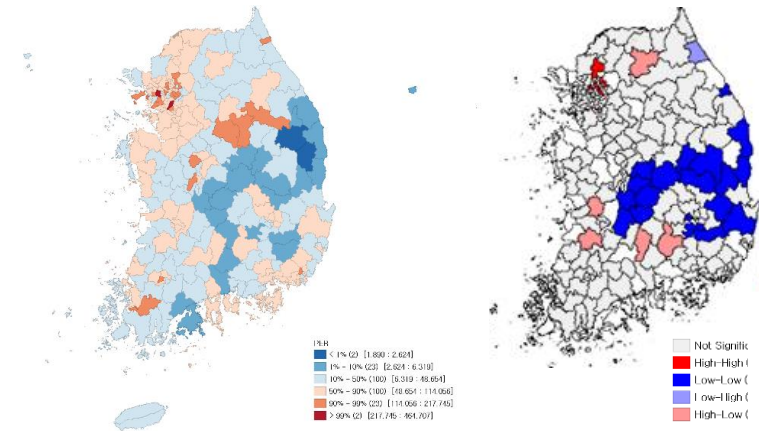 PER
< 1% (2) [1.890 : 2.624]
1% - 10% (23) [2.624 : 6.319]
10% - 50% (100) [6.319 : 48.654]
50% - 90% (100) [48.654 : 114.056]
90% - 99% (23) [114.056 : 217.745]
> 99% (2) [217.745 : 464.707]
Not Signific
High-High (
Low-Low (
Low-High (
High-Low (